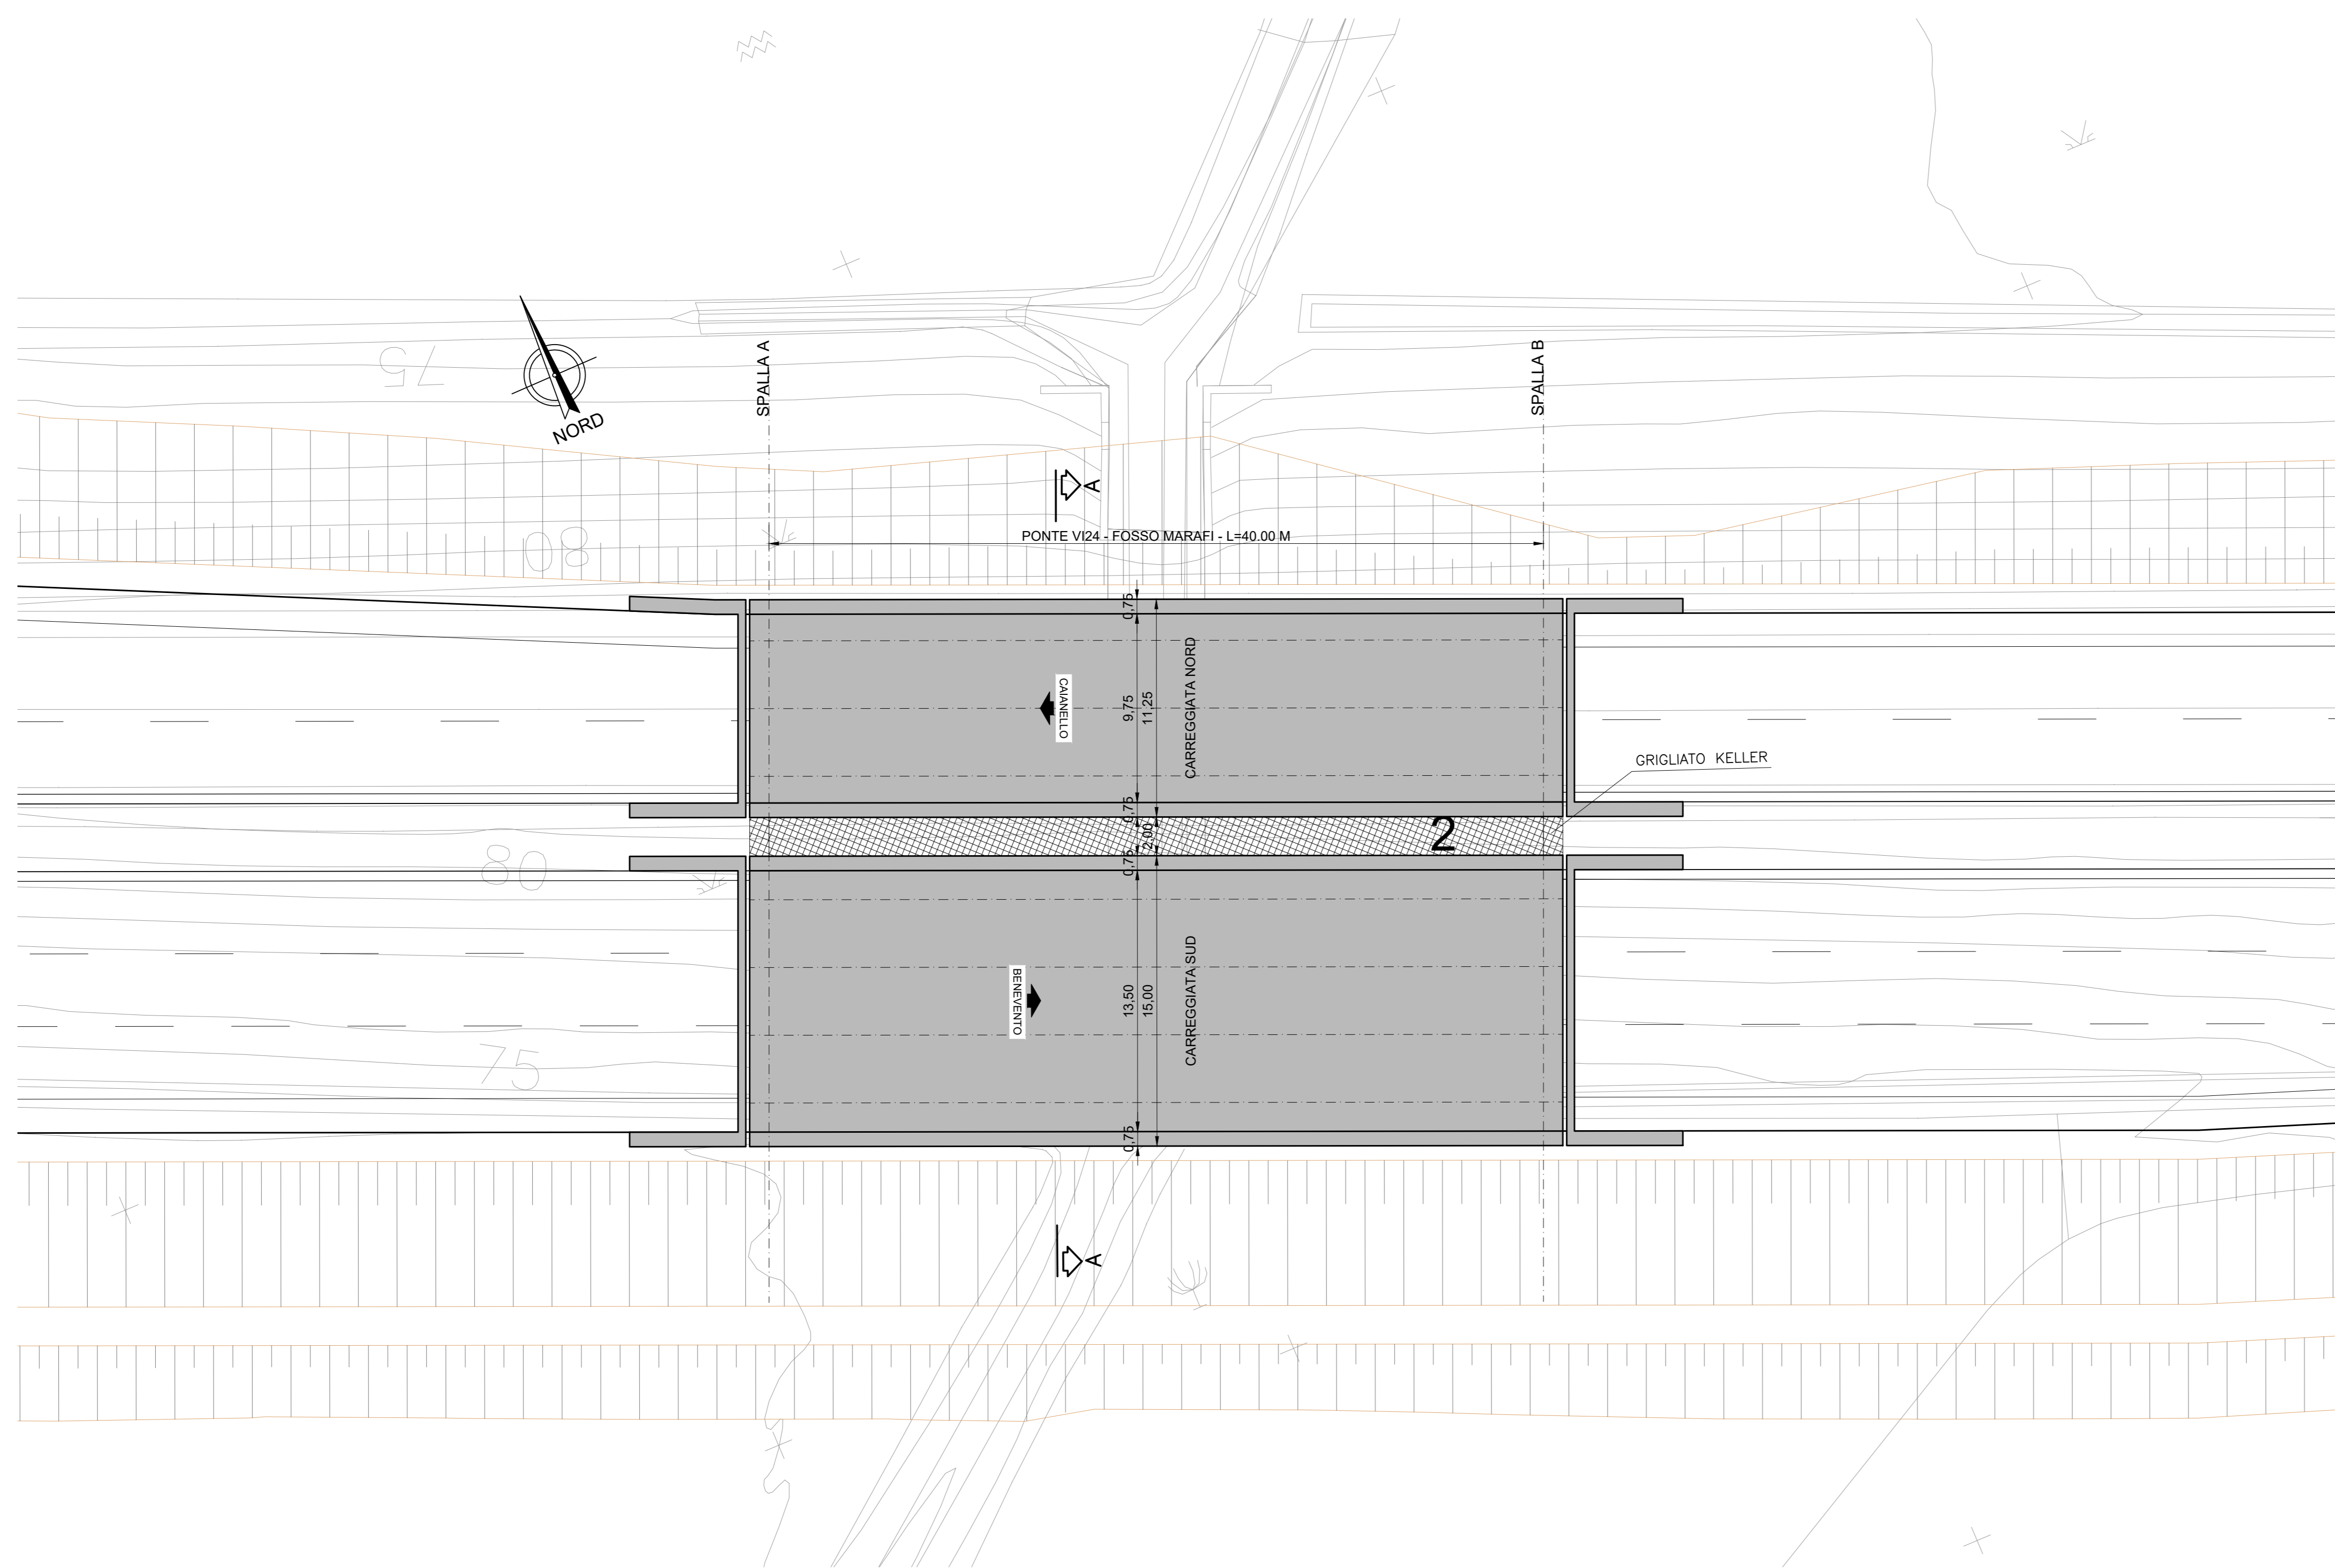 75
NORD
SPALLA A
SPALLA B
A
80
PONTE VI24 - FOSSO MARAFI - L=40.00 M
0,75
CAIANELLO
9,75
11,25
CARREGGIATA NORD
GRIGLIATO KELLER
0,75
2,00
2
0,75
80
BENEVENTO
13,50
15,00
CARREGGIATA SUD
75
0,75
A